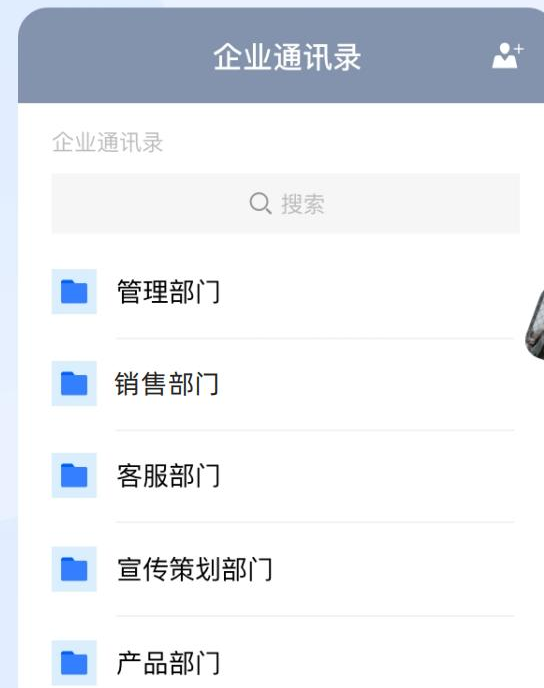 企业通讯录
企业通讯录
搜索
管理部门
销售部门
客服部门
宣传策划部门
产品部门